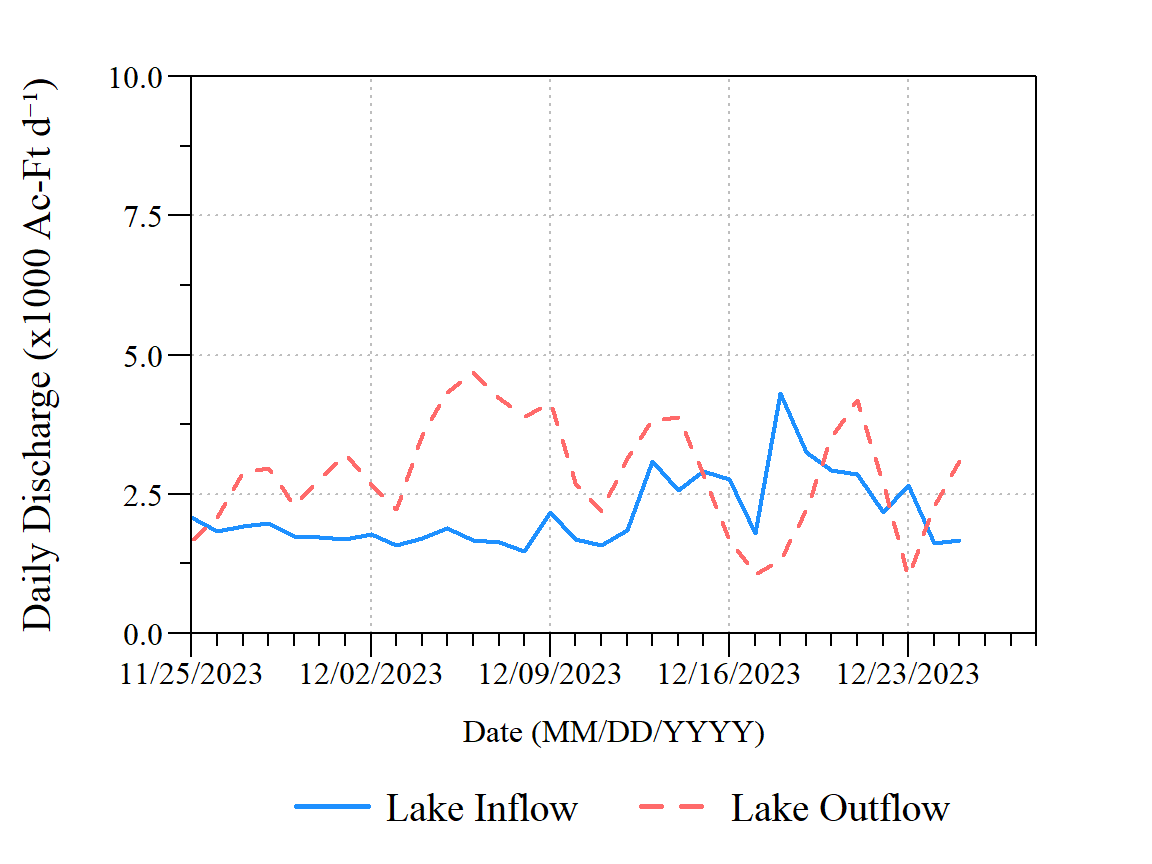 Daily Discharge (x1000 Ac-Ft d⁻¹)
10.0
7.5
5.0
2.5
0.0
11/25/2023 12/02/2023 12/09/2023 12/16/2023 12/23/2023
Date (MM/DD/YYYY)
Lake Inflow Lake Outflow